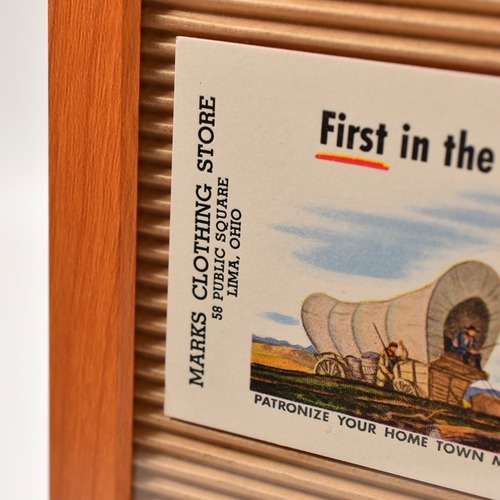 MARKS CLOTHING STORE
58 PUBLIC SQUARE
LIMA, OHIO
First in the
PATRONIZE YOUR HOME TOWN